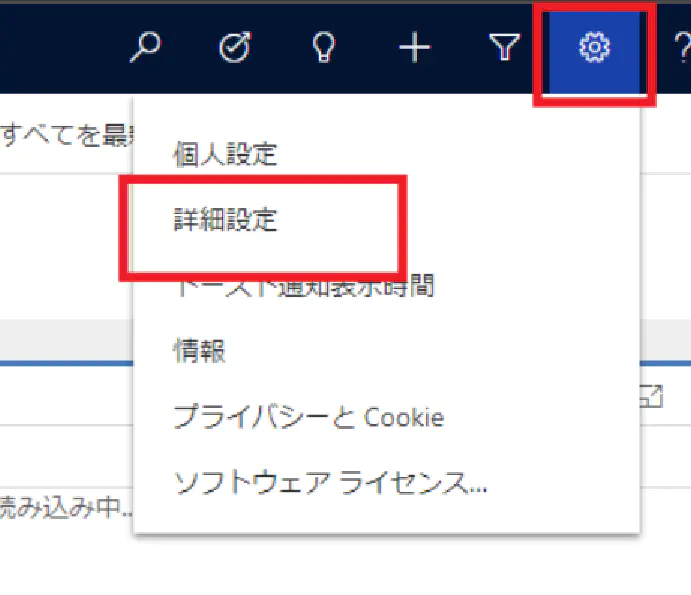 ?
すべてを最
個人設定
詳細設定
トースト通知表示時間
情報
プライバシーと Cookie
ソフトウェア ライセンス...
読み込み中...